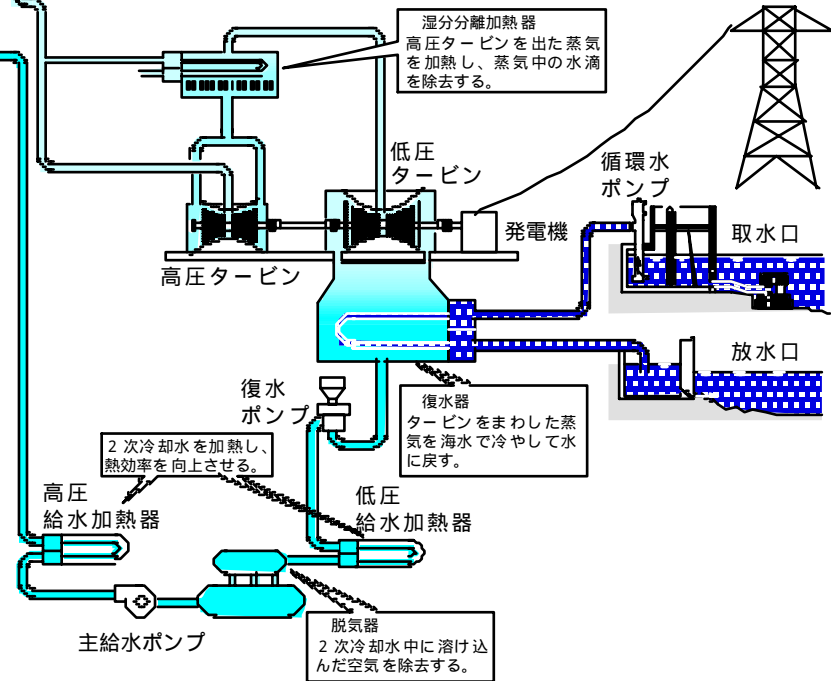 湿分分離加熱器
高圧タービンを出た蒸気
を加熱し、蒸気中の水滴
を除去する。
低圧
タービン
循環水
ポンプ
発電機
取水口
高圧タービン
放水口
復水
ポンプ
復水器
タービンをまわした蒸
気を海水で冷やして水
に戻す。
2次冷却水を加熱し、
熱効率を向上させる。
高圧
給水加熱器
低圧
給水加熱器
脱気器
2次冷却水中に溶け込
んだ空気を除去する。
主給水ポンプ